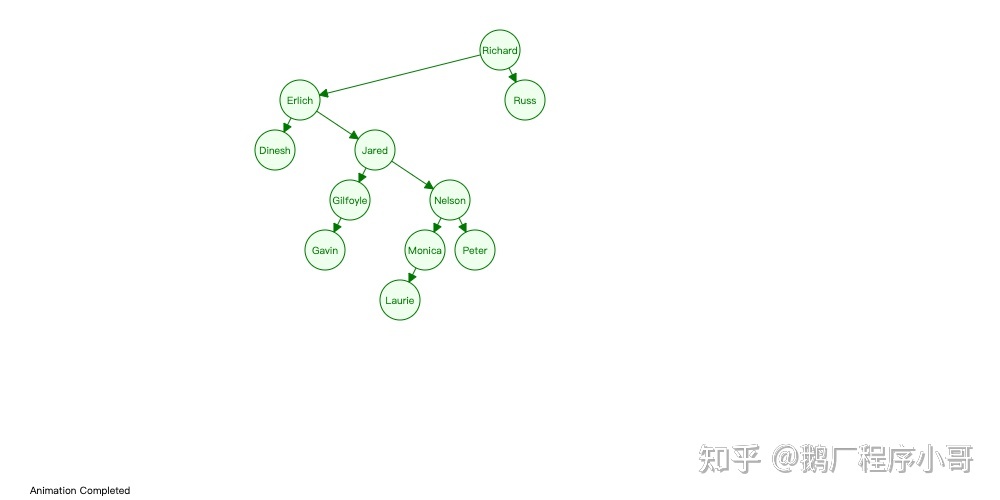 Richard
Erlich
Russ
Dinesh
Jared
Gilfoyle
Nelson
Gavin
Monica
Peter
Laurie
知乎 @鹅厂程序小哥
Animation Completed